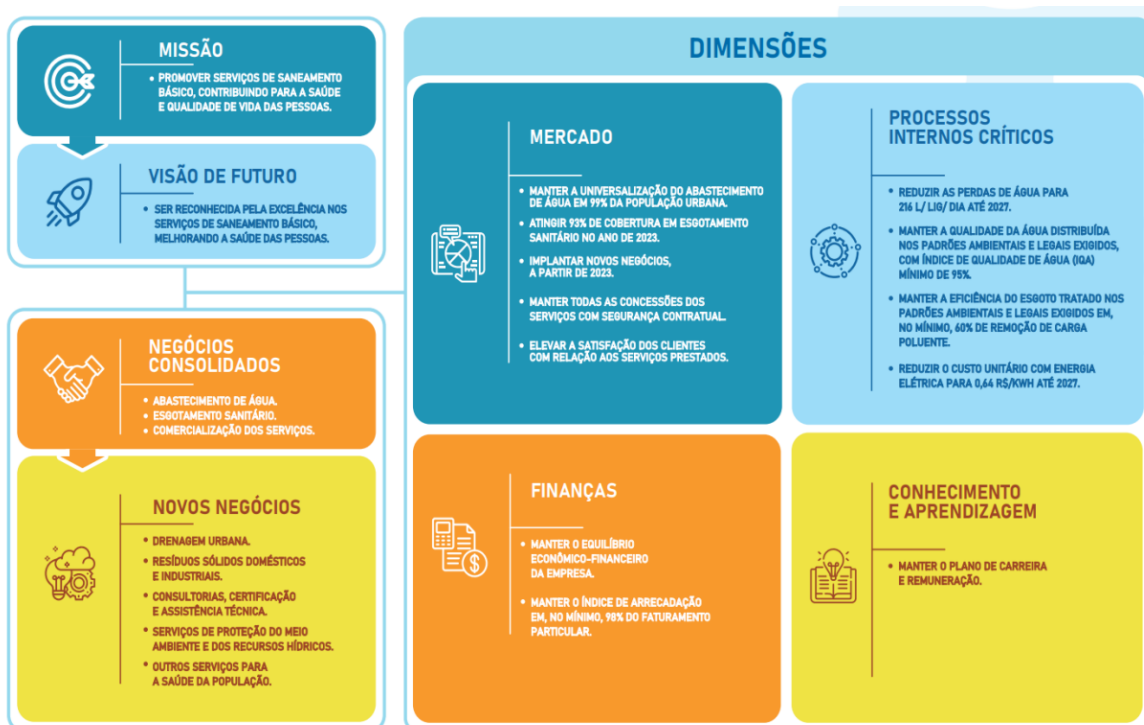 MISSÃO
• PROMOVER SERVIÇOS DE SANEAMENTO
BÁSICO, CONTRIBUINDO PARA A SAÚDE
E QUALIDADE DE VIDA DAS PESSOAS.
VISÃO DE FUTURO
• SER RECONHECIDA PELA EXCELÊNCIA NOS
SERVIÇOS DE SANEAMENTO BÁSICO,
MELHORANDO A SAÚDE DAS PESSOAS.
NEGÓCIOS
CONSOLIDADOS
• ABASTECIMENTO DE ÁGUA.
• ESGOTAMENTO SANITÁRIO.
• COMERCIALIZAÇÃO DOS SERVIÇOS.
NOVOS NEGÓCIOS
• DRENAGEM URBANA.
• RESÍDUOS SÓLIDOS DOMÉSTICOS
E INDUSTRIAIS.
• CONSULTORIAS, CERTIFICAÇÃO
E ASSISTÊNCIA TÉCNICA.
• SERVIÇOS DE PROTEÇÃO DO MEIO
AMBIENTE E DOS RECURSOS HÍDRICOS.
• OUTROS SERVIÇOS PARA
A SAÚDE DA POPULAÇÃO.
DIMENSÕES
MERCADO
• MANTER A UNIVERSALIZAÇÃO DO ABASTECIMENTO
DE ÁGUA EM 99% DA POPULAÇÃO URBANA.
• ATINGIR 93% DE COBERTURA EM ESGOTAMENTO
SANITÁRIO NO ANO DE 2023.
• IMPLANTAR NOVOS NEGÓCIOS,
A PARTIR DE 2023.
• MANTER TODAS AS CONCESSÕES DOS
SERVIÇOS COM SEGURANÇA CONTRATUAL.
• ELEVAR A SATISFAÇÃO DOS CLIENTES
COM RELAÇÃO AOS SERVIÇOS PRESTADOS.
PROCESSOS
INTERNOS CRÍTICOS
• REDUZIR AS PERDAS DE ÁGUA PARA
216 L/ LIG/ DIA ATÉ 2027.
• MANTER A QUALIDADE DA ÁGUA DISTRIBUÍDA
NOS PADRÕES AMBIENTAIS E LEGAIS EXIGIDOS,
COM ÍNDICE DE QUALIDADE DE ÁGUA (IQA)
MÍNIMO DE 95%.
• MANTER A EFICIÊNCIA DO ESGOTO TRATADO NOS
PADRÕES AMBIENTAIS E LEGAIS EXIGIDOS EM,
NO MÍNIMO, 60% DE REMOÇÃO DE CARGA
POLUENTE.
• REDUZIR O CUSTO UNITÁRIO COM ENERGIA
ELÉTRICA PARA 0,64 R$/KWH ATÉ 2027.
FINANÇAS
• MANTER O EQUILÍBRIO
ECONÔMICO-FINANCEIRO
DA EMPRESA.
• MANTER O ÍNDICE DE ARRECADAÇÃO
EM, NO MÍNIMO, 98% DO FATURAMENTO
PARTICULAR.
CONHECIMENTO
E APRENDIZAGEM
• MANTER O PLANO DE CARREIRA
E REMUNERAÇÃO.